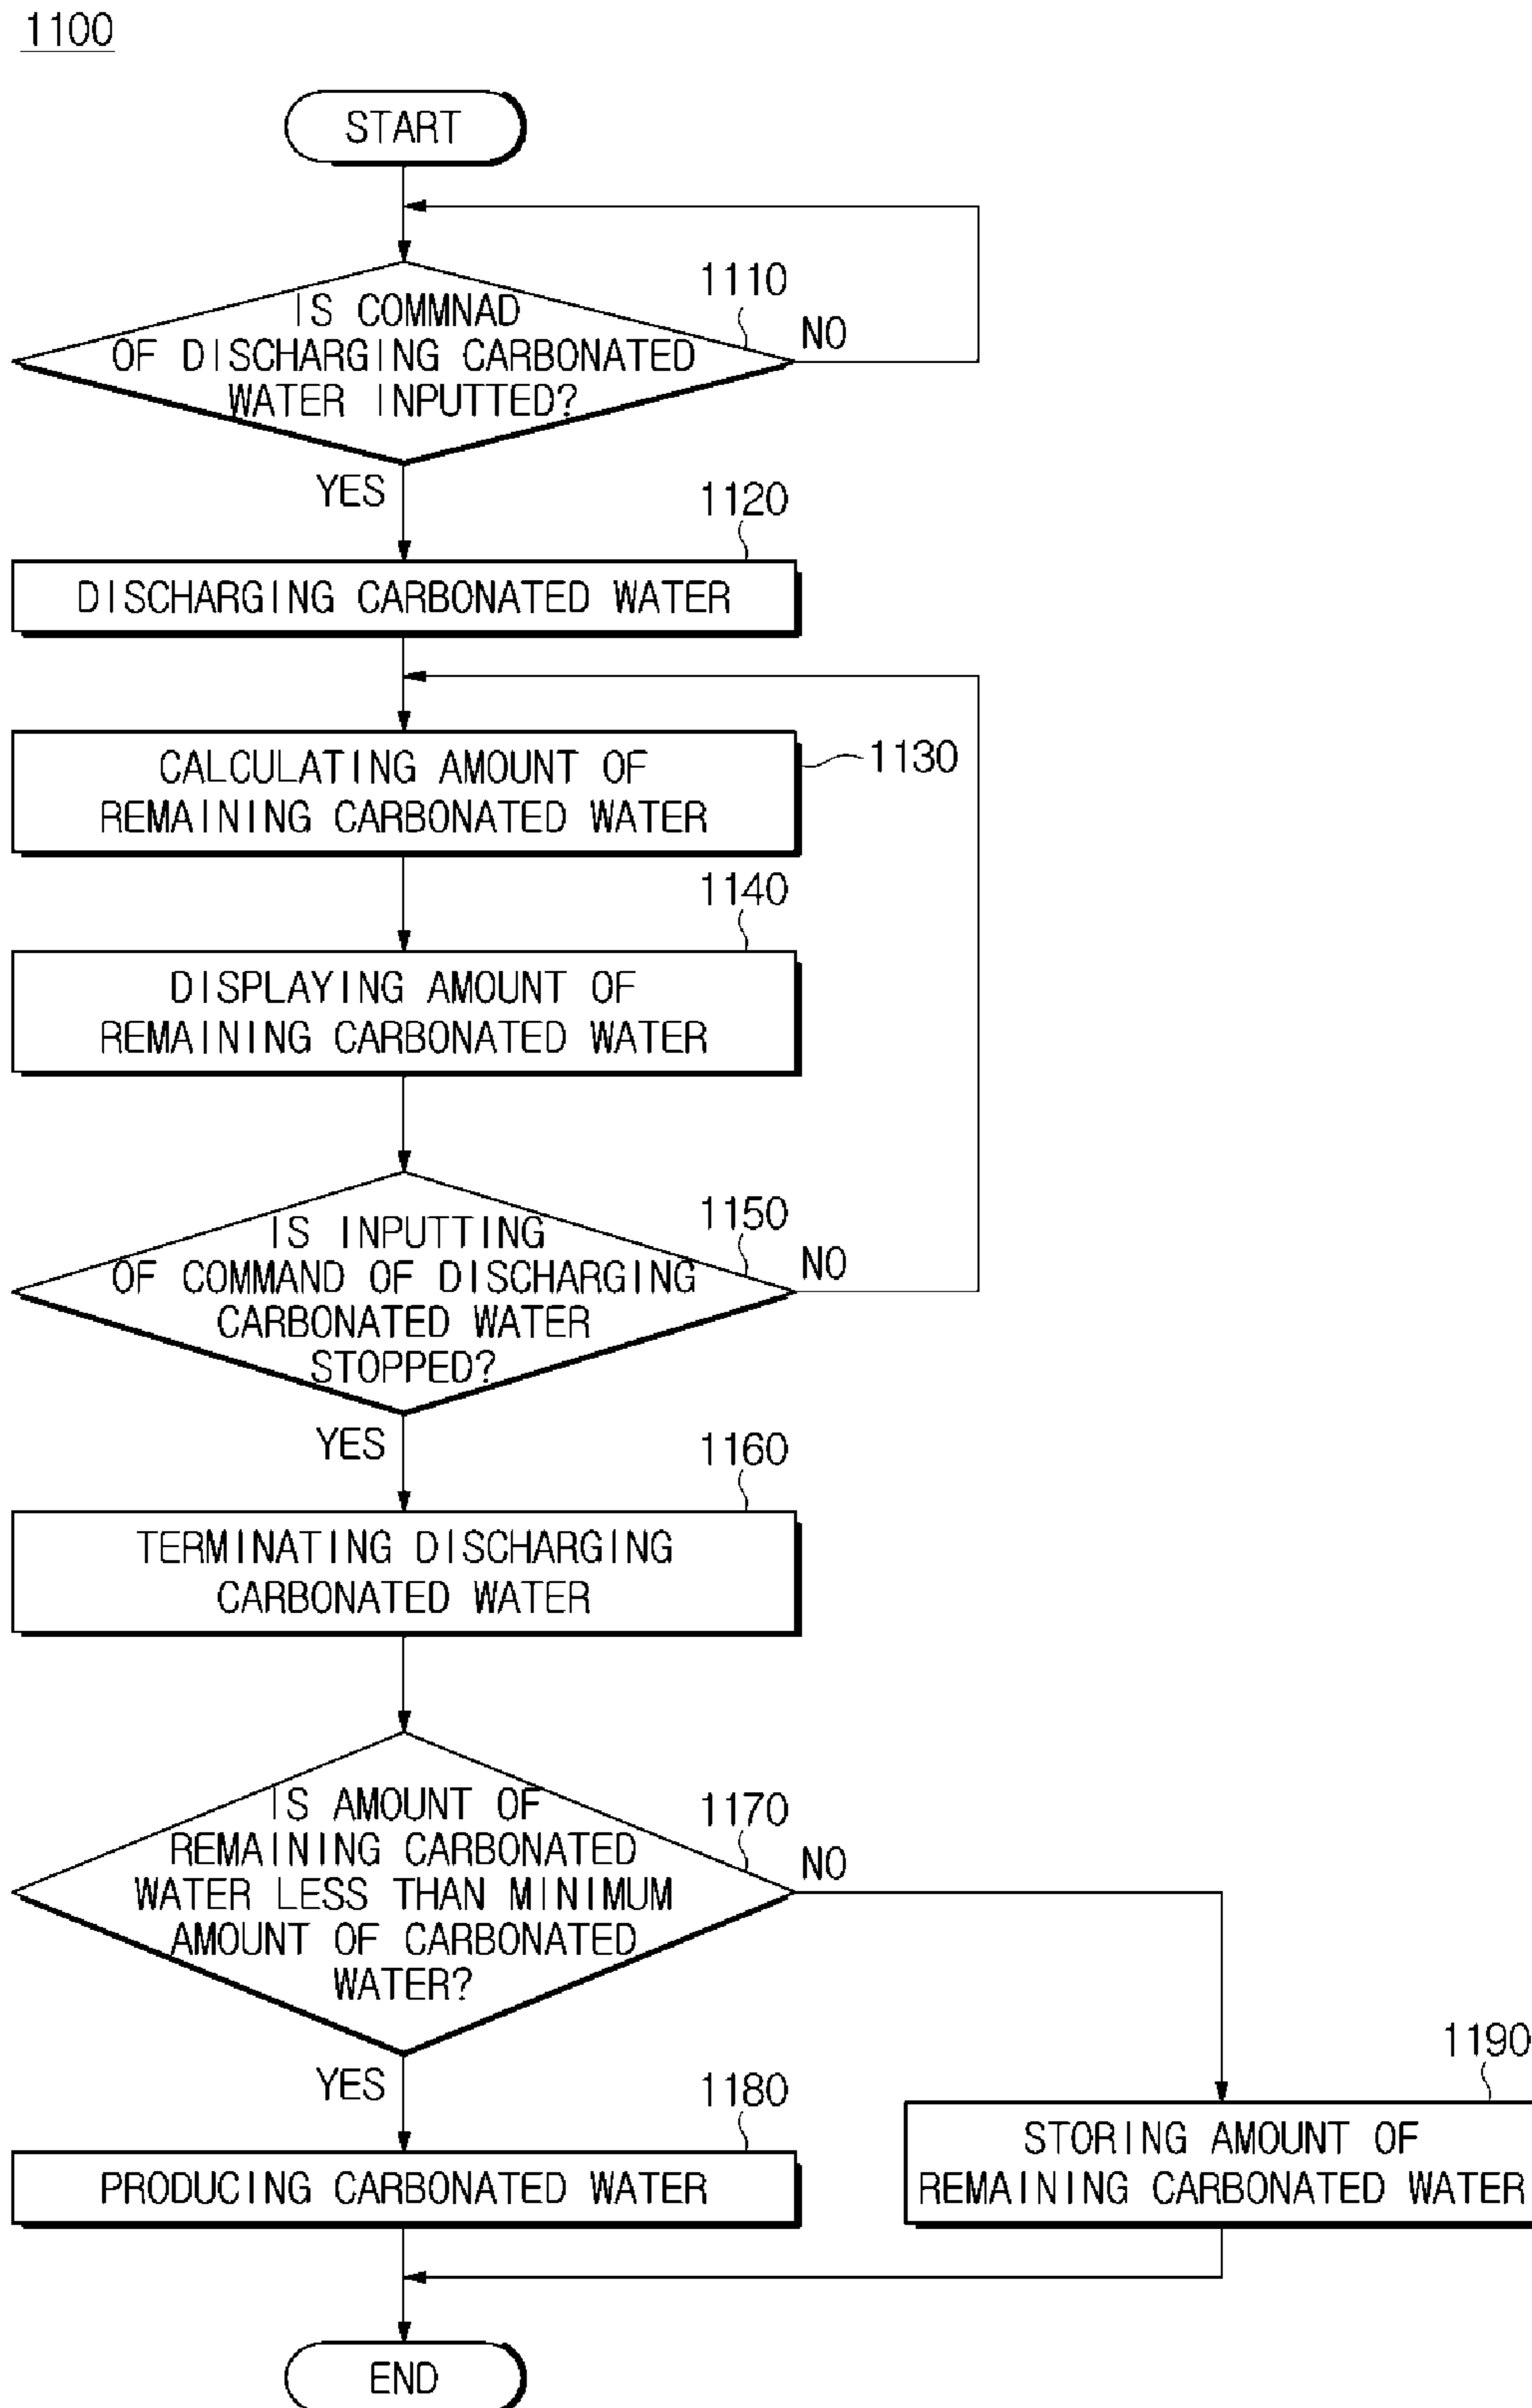 1100
START
1110
IS COMMNAD
OF DISCHARGING CARBONATED
WATER INPUTTED?
NO
YES
1120
DISCHARGING CARBONATED WATER
CALCULATING AMOUNT OF
REMAINING CARBONATED WATER
1130
1140
DISPLAYING AMOUNT OF
REMAINING CARBONATED WATER
1150
IS INPUTTING
OF COMMAND OF DISCHARGING
CARBONATED WATER
STOPPED?
NO
YES
1160
TERMINATING DISCHARGING
CARBONATED WATER
1170
IS AMOUNT OF
REMAINING CARBONATED
WATER LESS THAN MINIMUM
AMOUNT OF CARBONATED
WATER?
NO
YES
1180
PRODUCING CARBONATED WATER
1190
STORING AMOUNT OF
REMAINING CARBONATED WATER
END